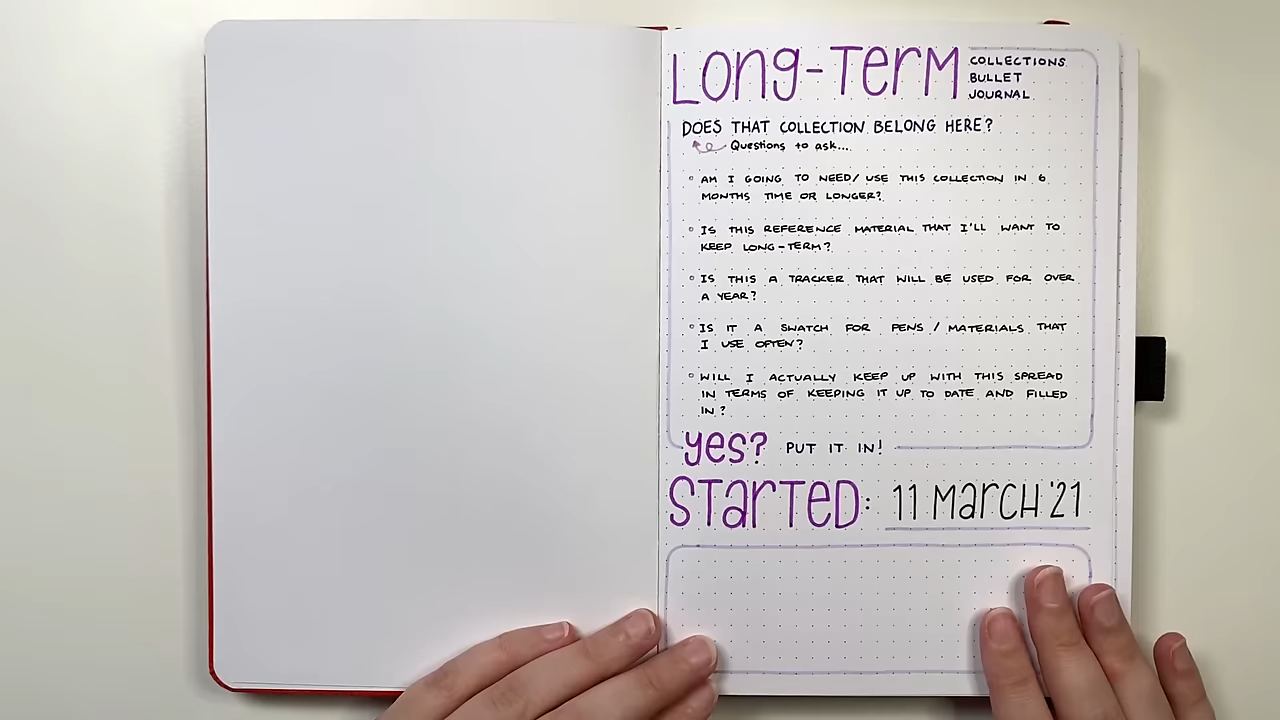 Long-Term
COLLECTIONS
BULLET
JOURNAL
DOES THAT COLLECTION BELONG HERE?
Questions to ask...
AM I GOING TO NEED/ USE THIS COLLECTION IN 6
MONTHS TIME OR LONGER?
IS THIS REFERENCE MATERIAL THAT I'LL WANT TO
KEEP LONG-TERM?
IS THIS A TRACKER THAT WILL BE USED FOR OVER
A YEAR?
IS IT A SWATCH FOR PENS / MATERIALS THAT
I USE OFTEN?
WILL I ACTUALLY KEEP UP WITH THIS SPREAD
IN TERMS OF KEEPING IT UP TO DATE AND FILLED
IN?
yes? PUT IT IN!
STARTED: 11 MARCH '21